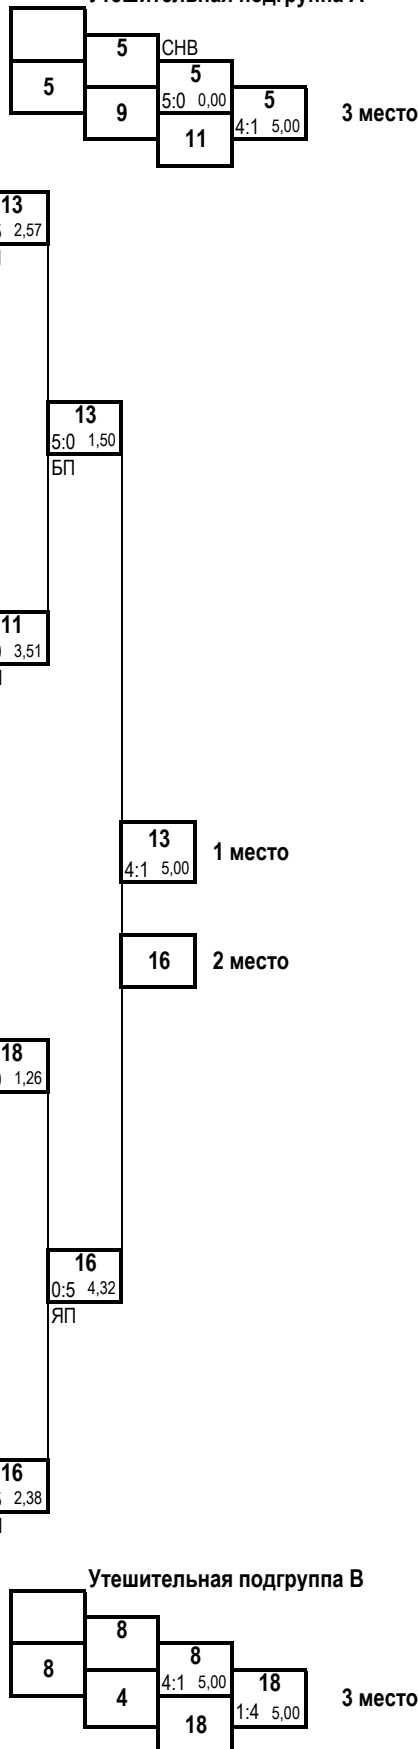 Утешительная подгруппа А
5 СНВ
5 5
9 5:0 0,00 5
11 4:1 5,00
3 место
13
2,57
13
5:0 1,50
БП
11
3,51
13
4:1 5,00
1 место
16 2 место
18
1,26
16
0:5 4,32
ЯП
16
2,38
Утешительная подгруппа В
8
8 8
4 4:1 5,00 18
18 1:4 5,00
3 место